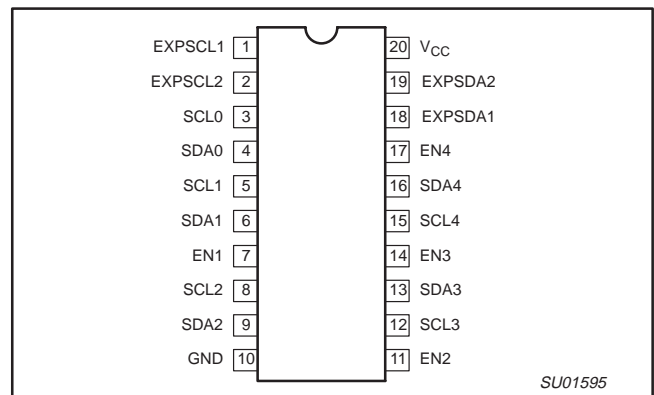 EXPSCL1 1 20 VCC
EXPSCL2 2 19 EXPSDA2
SCL0 3 18 EXPSDA1
SDA0 4 17 EN4
SCL1 5 16 SDA4
SDA1 6 15 SCL4
EN1 7 14 EN3
SCL2 8 13 SDA3
SDA2 9 12 SCL3
GND 10 11 EN2
SU01595